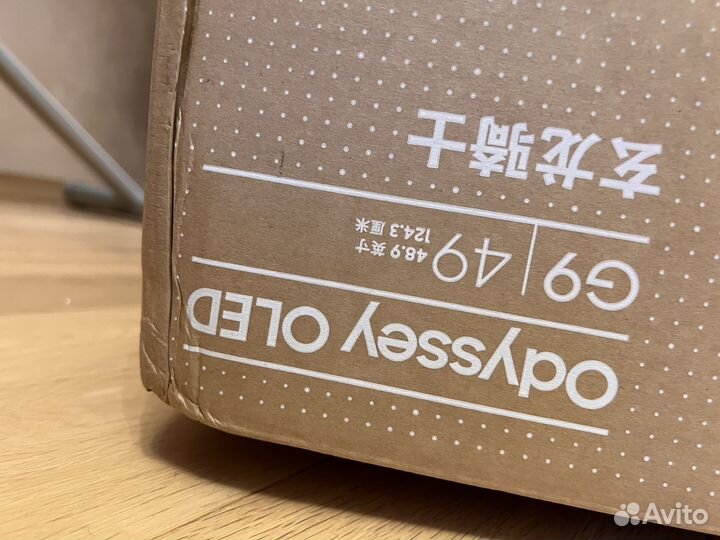 odyssey OLED
G9 49
48.9 英寸
124.3 厘米
玄龙骑士
Avito